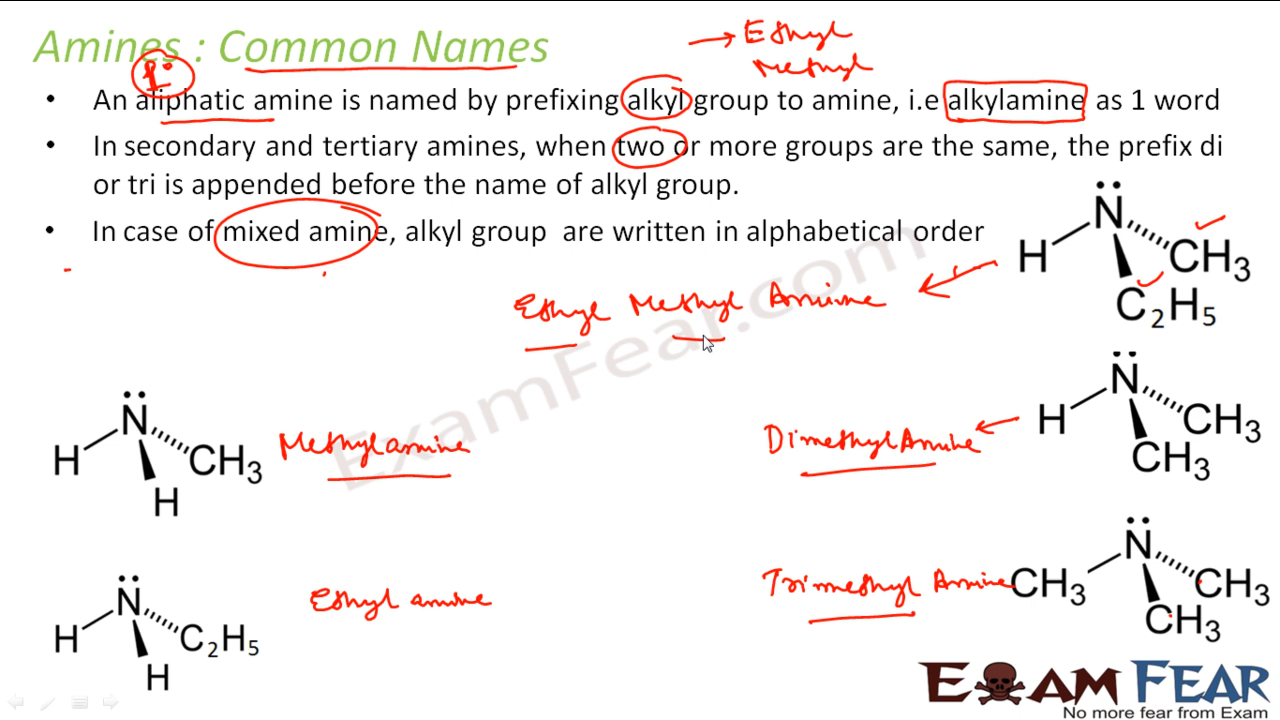 Amines : Common Names
→ Ethyl
Methyl
1°
• An aliphatic amine is named by prefixing alkyl group to amine, i.e alkylamine as 1 word
• In secondary and tertiary amines, when two or more groups are the same, the prefix di
or tri is appended before the name of alkyl group.
• In case of mixed amine, alkyl group are written in alphabetical order
N
H CH3
C2H5
Ethyl Methyl Amine
ExamFear.com
N
H CH3
H
Methylamine
DimethylAmine
N
H CH3
CH3
N
H C2H5
H
Ethyl amine
Trimethyl Amine
N
CH3 CH3
CH3
EXAM FEAR
No more fear from Exam